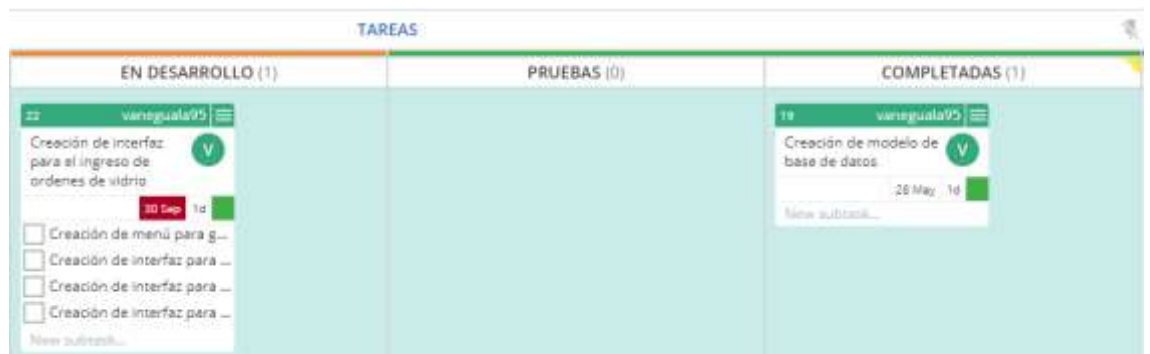 TAREAS
EN DESARROLLO (1)
PRUEBAS (0)
COMPLETADAS (1)
22 vaneguala95
Creación de interfaz
para el ingreso de
ordenes de vidrio
V
30 Sep 1d
Creación de menú para g...
Creación de interfaz para ...
Creación de interfaz para ...
Creación de interfaz para ...
New subtask...
19 vaneguala95
Creación de modelo de
base de datos
V
28 May 1d
New subtask...